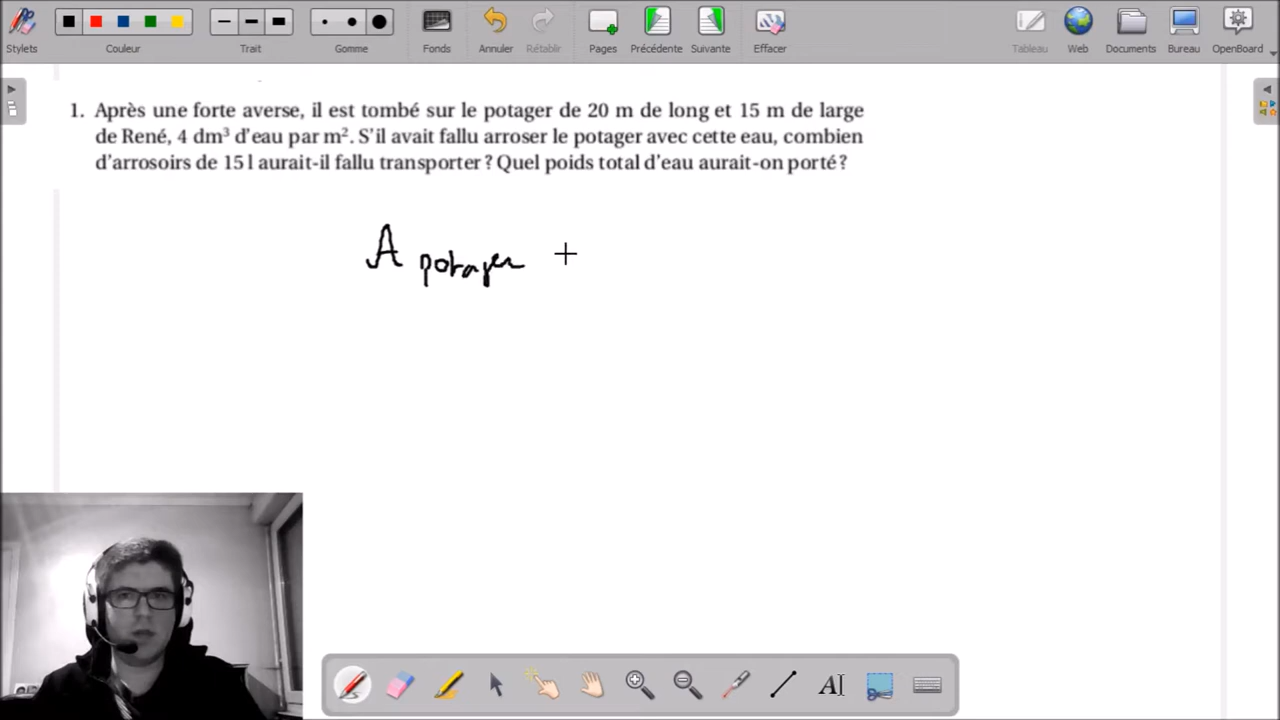 Stylets
Couleur
Trait
Gomme
Fonds
Annuler
Rétablir
Pages
Précédente
Suivante
Effacer
Tableau
Web
Documents
Bureau
OpenBoard
1. Après une forte averse, il est tombé sur le potager de 20 m de long et 15 m de large
de René, 4 dm³ d'eau par m². S'il avait fallu arroser le potager avec cette eau, combien
d'arrosoirs de 15 l aurait-il fallu transporter ? Quel poids total d'eau aurait-on porté ?
A potager
AI